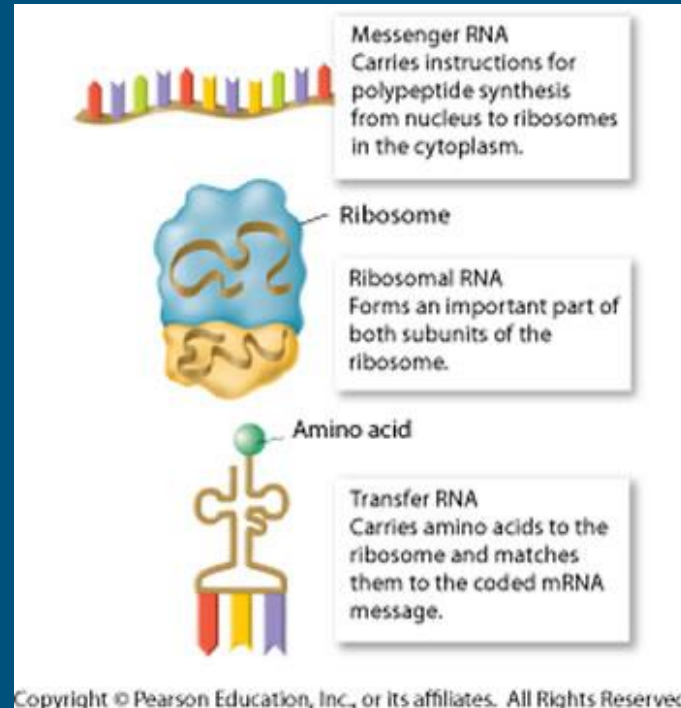 Messenger RNA
Carries instructions for
polypeptide synthesis
from nucleus to ribosomes
in the cytoplasm.
Ribosome
Ribosomal RNA
Forms an important part of
both subunits of the
ribosome.
Amino acid
Transfer RNA
Carries amino acids to the
ribosome and matches
them to the coded mRNA
message.
Copyright © Pearson Education, Inc., or its affiliates. All Rights Reserved